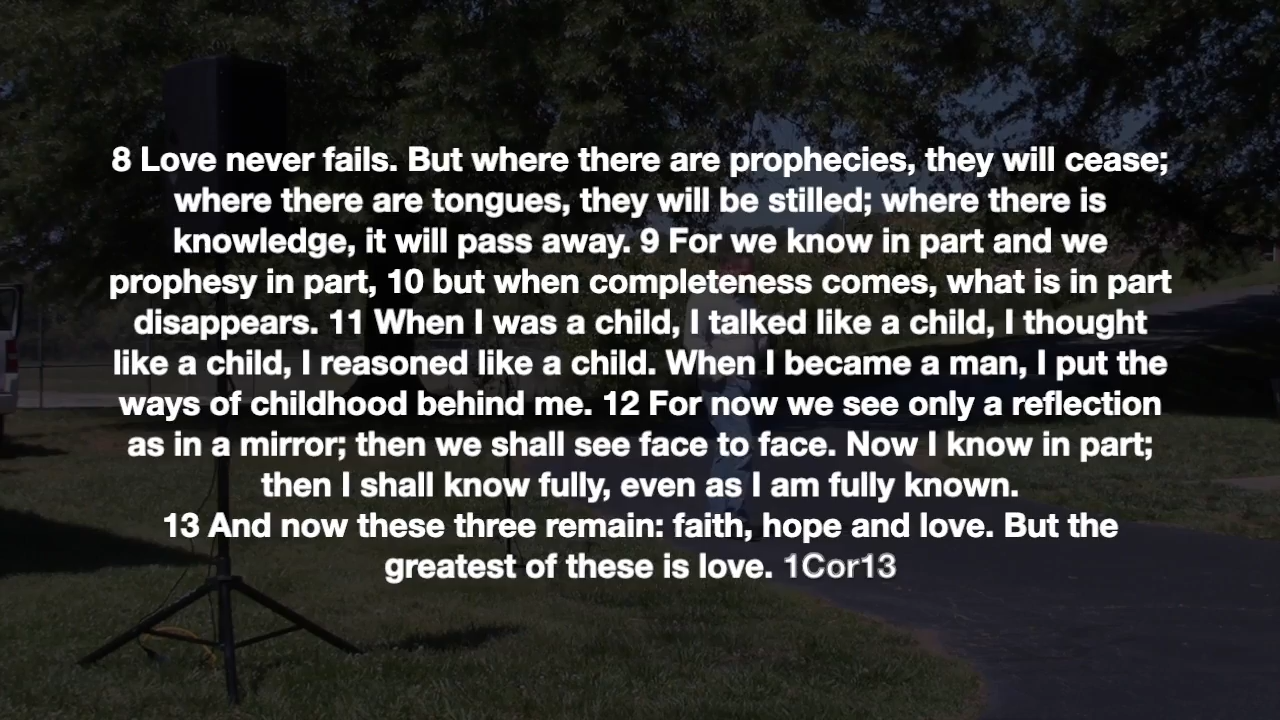 8 Love never fails. But where there are prophecies, they will cease;
where there are tongues, they will be stilled; where there is
knowledge, it will pass away. 9 For we know in part and we
prophesy in part, 10 but when completeness comes, what is in part
disappears. 11 When I was a child, I talked like a child, I thought
like a child, I reasoned like a child. When I became a man, I put the
ways of childhood behind me. 12 For now we see only a reflection
as in a mirror; then we shall see face to face. Now I know in part;
then I shall know fully, even as I am fully known.
13 And now these three remain: faith, hope and love. But the
greatest of these is love. 1Cor13